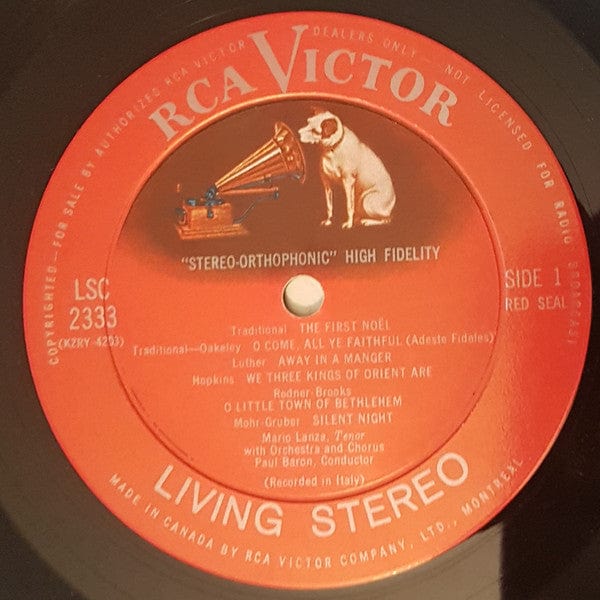 COPYRIGHTED — FOR SALE BY AUTHORIZED RCA VICTOR DEALERS ONLY — NOT LICENSED FOR RADIO BROADCAST
RCA VICTOR
"STEREO-ORTHOPHONIC" HIGH FIDELITY
LSC
2333
(KZRY-4203)
SIDE 1
RED SEAL
Traditional THE FIRST NOËL
Traditional—Oakeley O COME, ALL YE FAITHFUL (Adeste Fideles)
Luther AWAY IN A MANGER
Hopkins WE THREE KINGS OF ORIENT ARE
Redner-Brooks
O LITTLE TOWN OF BETHLEHEM
Mohr-Gruber SILENT NIGHT
Mario Lanza, Tenor
with Orchestra and Chorus
Paul Baron, Conductor
(Recorded in Italy)
LIVING STEREO
MADE IN CANADA BY RCA VICTOR COMPANY, LTD., MONTREAL